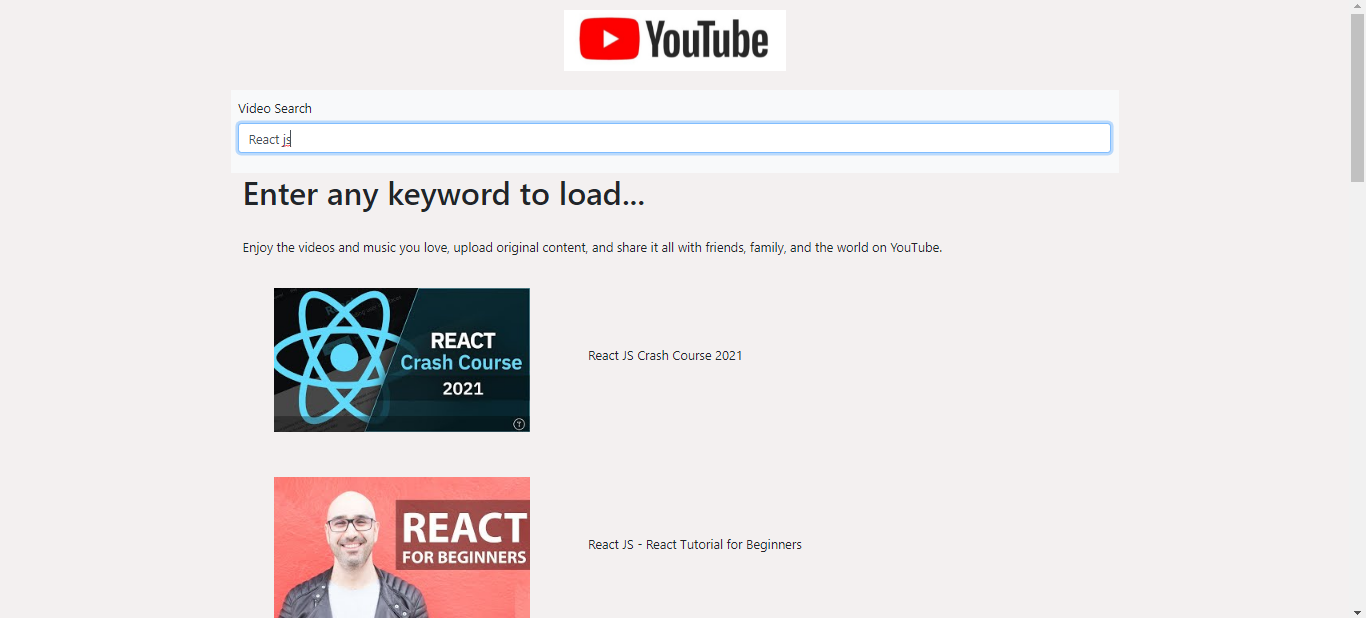 YouTube
Video Search
React js
Enter any keyword to load...
Enjoy the videos and music you love, upload original content, and share it all with friends, family, and the world on YouTube.
REACT
Crash Course
2021
T
React JS Crash Course 2021
REACT
FOR BEGINNERS
React JS - React Tutorial for Beginners